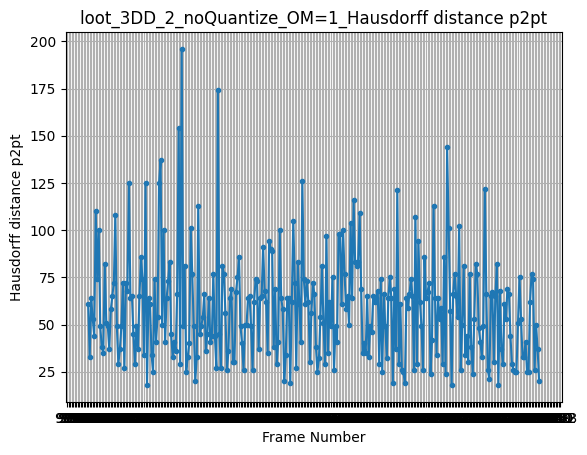 loot_3DD_2_noQuantize_OM=1_Hausdorff distance p2pt
200
175
150
125
100
75
50
25
Hausdorff distance p2pt
Frame Number